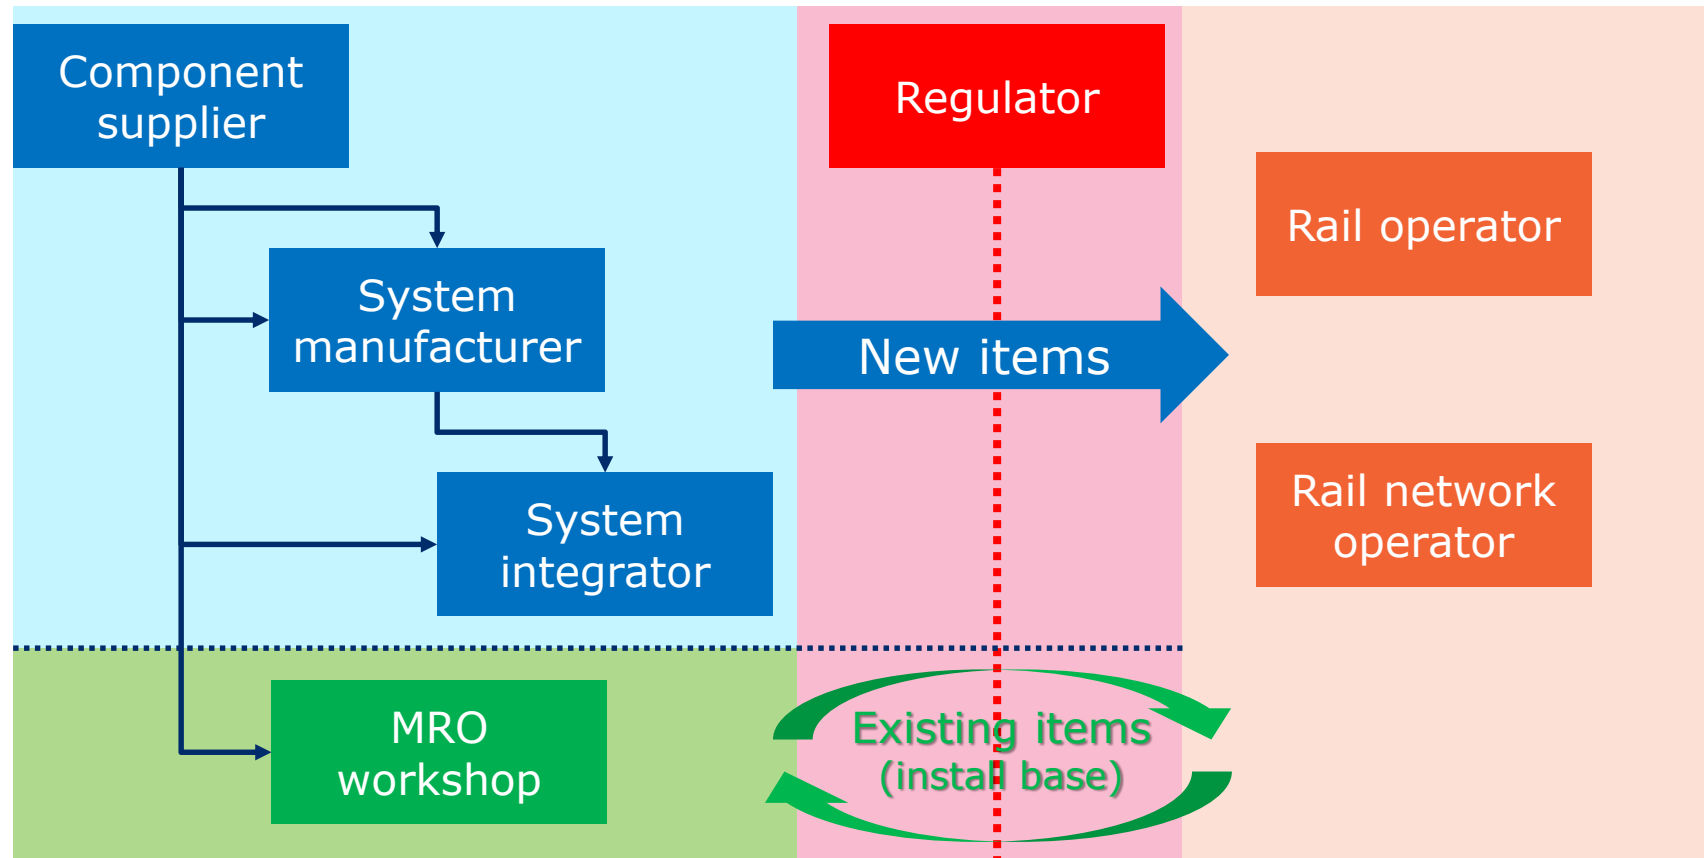 Component
supplier
Regulator
Rail operator
System
manufacturer
New items
Rail network
operator
System
integrator
MRO
workshop
Existing items
(install base)